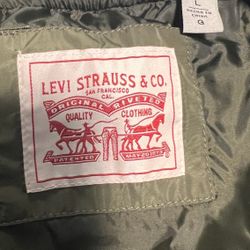 L
G
LEVI STRAUSS & CO.
SAN FRANCISCO
CAL.
ORIGINAL RIVETED
QUALITY CLOTHING
PATENTED MAY 20 1873